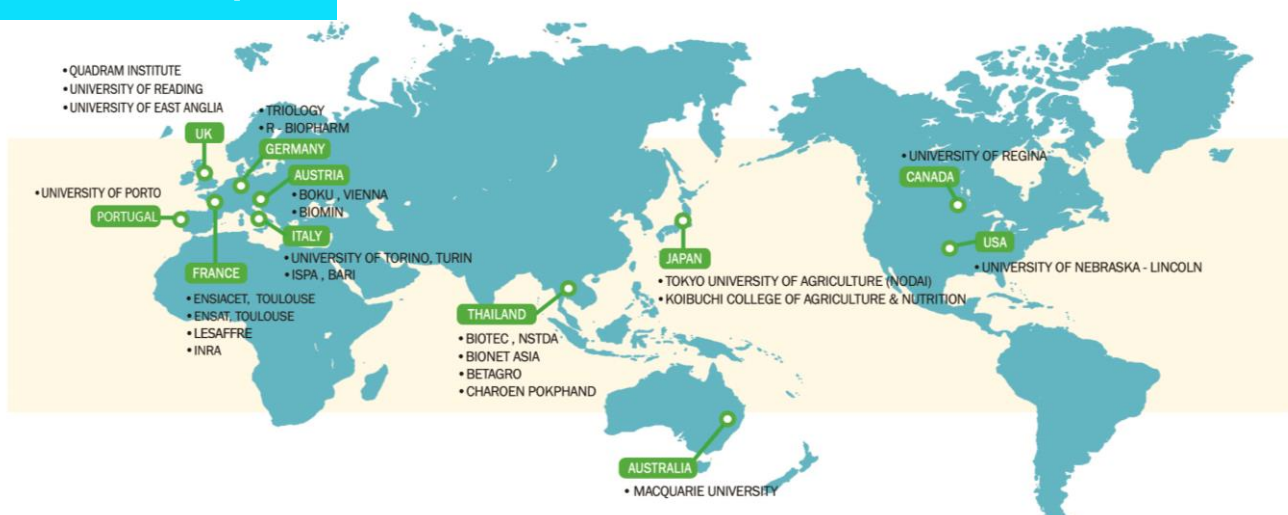 • QUADRAM INSTITUTE
• UNIVERSITY OF READING
• UNIVERSITY OF EAST ANGLIA
UK
• TRIOLOGY
• R - BIOPHARM
GERMANY
AUSTRIA
• BOKU , VIENNA
• BIOMIN
• UNIVERSITY OF PORTO
PORTUGAL
ITALY
• UNIVERSITY OF TORINO, TURIN
• ISPA , BARI
FRANCE
• ENSIACET, TOULOUSE
• ENSAT, TOULOUSE
• LESAFFRE
• INRA
THAILAND
• BIOTEC , NSTDA
• BIONET ASIA
• BETAGRO
• CHAROEN POKPHAND
JAPAN
• TOKYO UNIVERSITY OF AGRICULTURE (NODAI)
• KOIBUCHI COLLEGE OF AGRICULTURE & NUTRITION
AUSTRALIA
• MACQUARIE UNIVERSITY
• UNIVERSITY OF REGINA
CANADA
USA
• UNIVERSITY OF NEBRASKA - LINCOLN